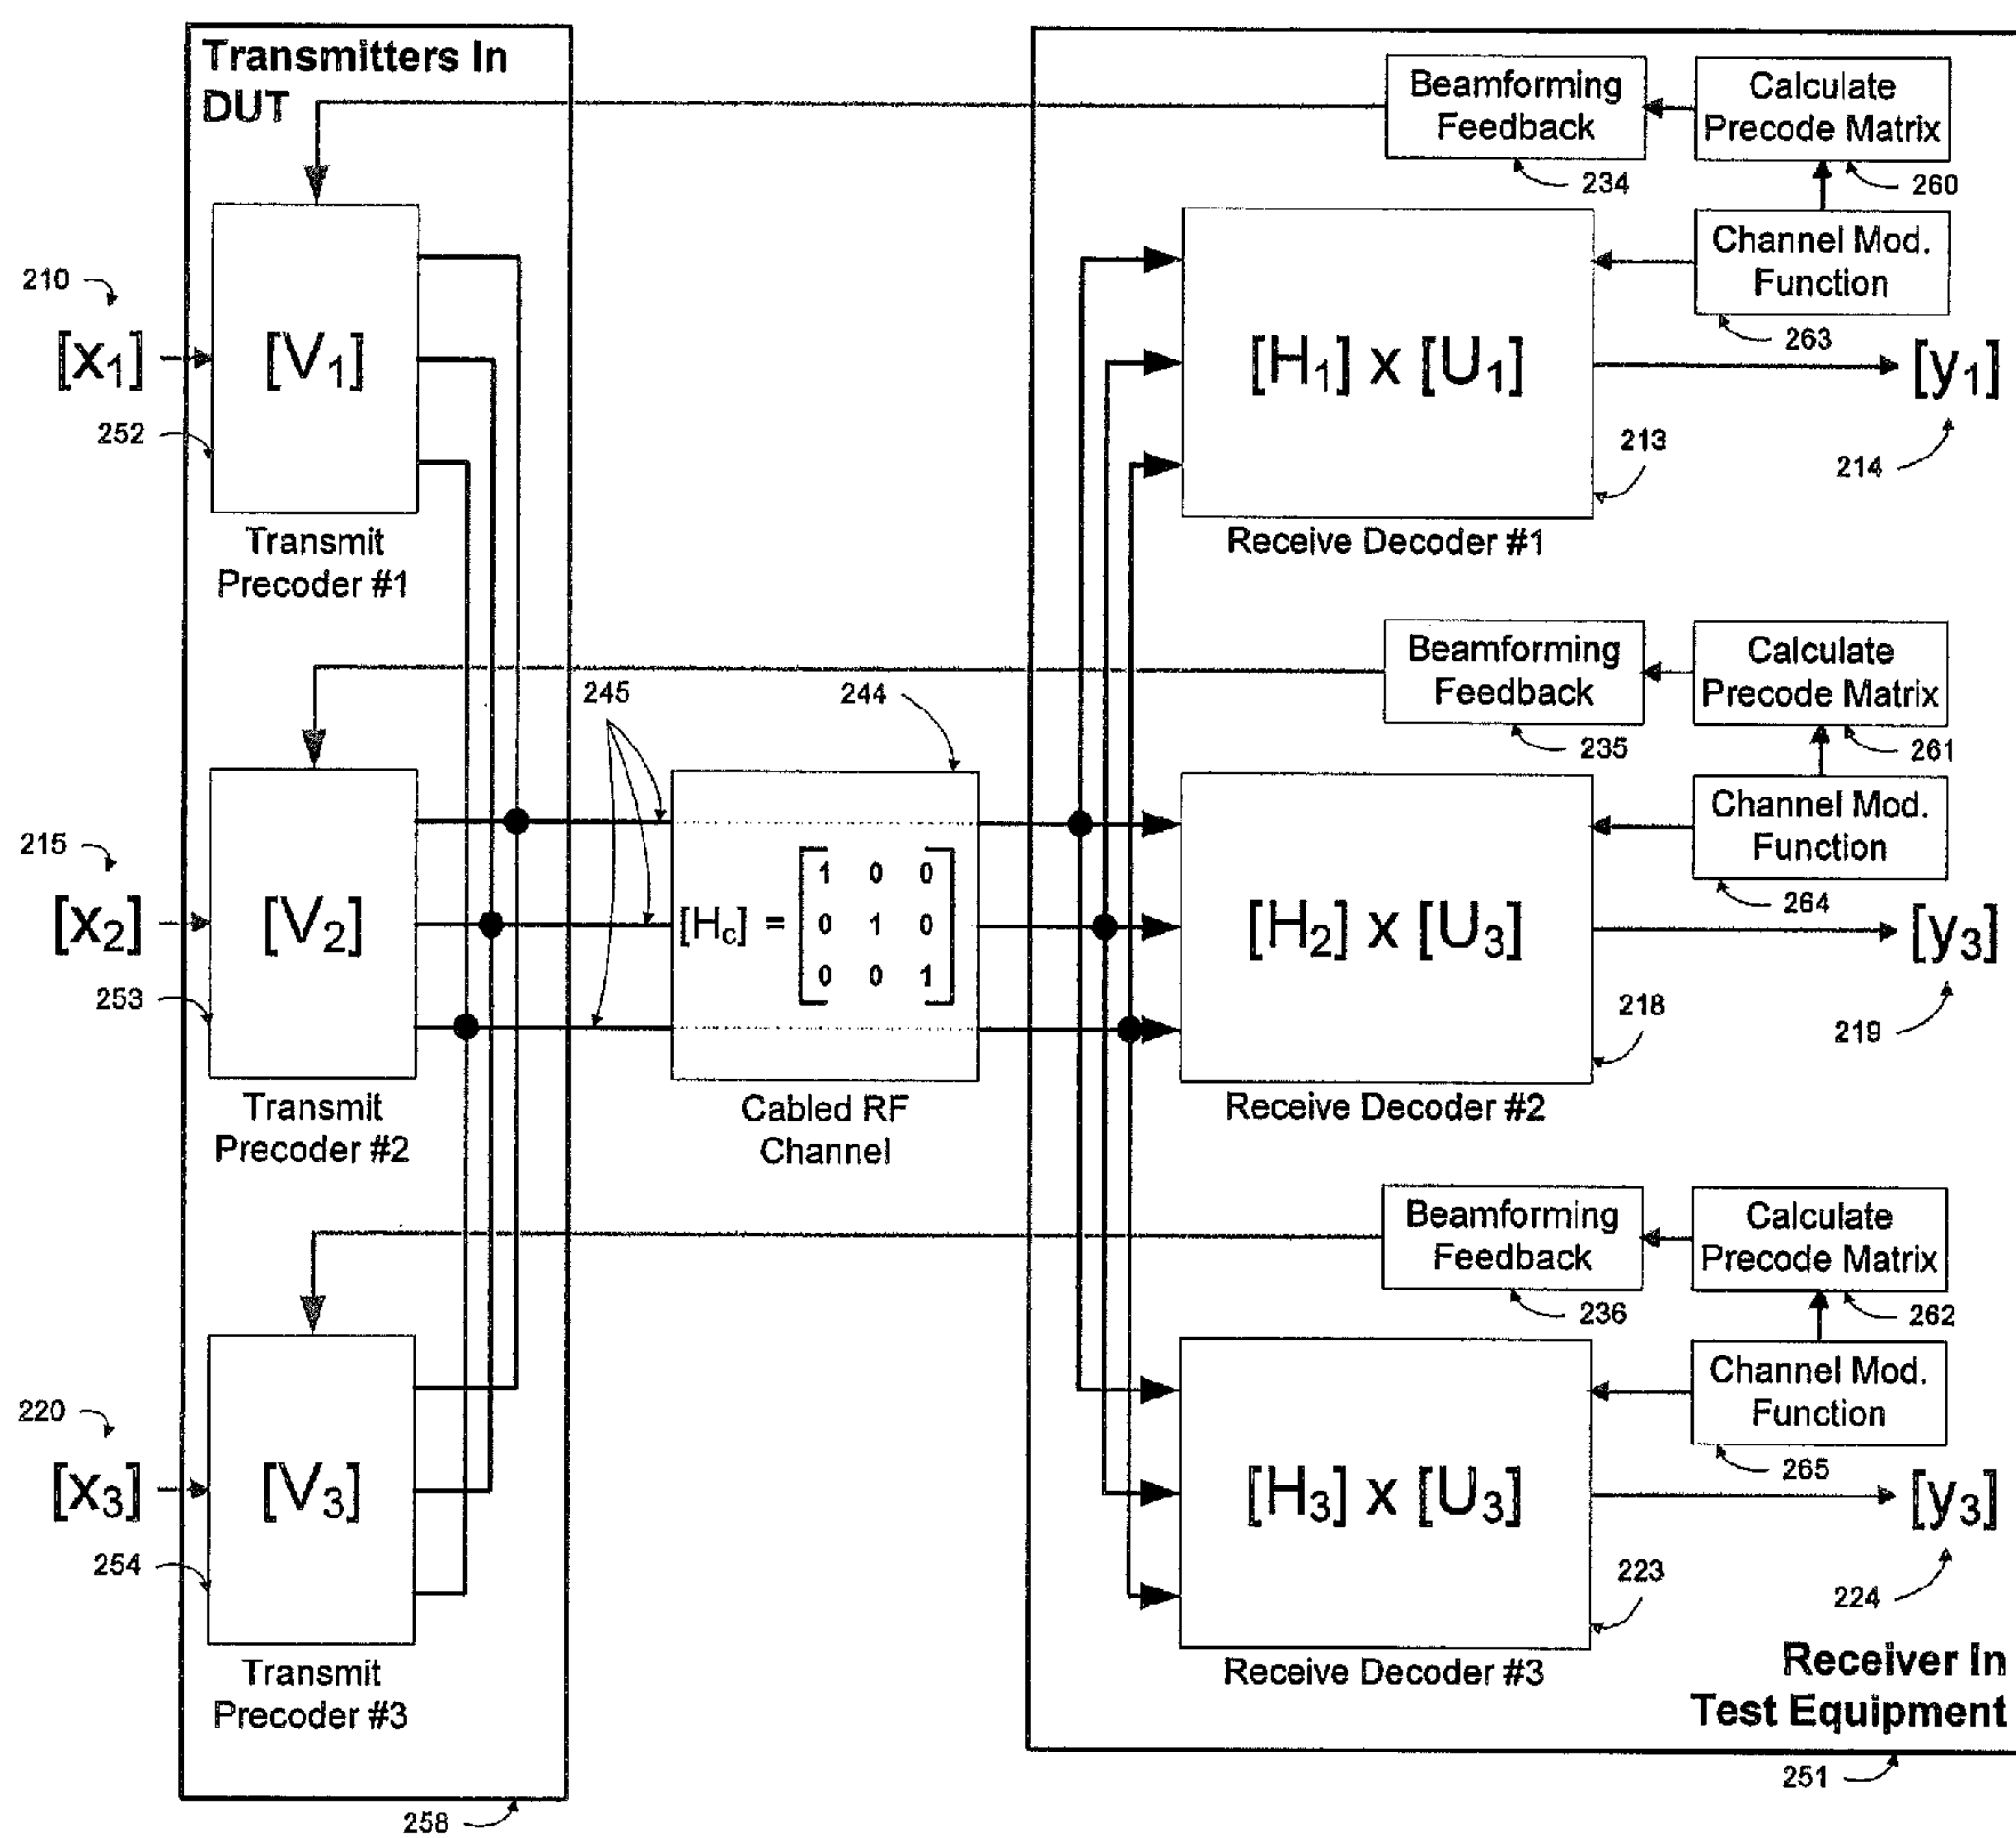 Transmitters In
DUT
Beamforming
Feedback
Calculate
Precode Matrix
234
260
210
[x1]
[V1]
252
Transmit
Precoder #1
[H1] x [U1]
213
Receive Decoder #1
Channel Mod.
Function
263
[y1]
214
Beamforming
Feedback
Calculate
Precode Matrix
235
261
245
244
215
[x2]
[V2]
253
Transmit
Precoder #2
[Hc] =
1 0 0
0 1 0
0 0 1
Cabled RF
Channel
[H2] x [U3]
218
Receive Decoder #2
Channel Mod.
Function
264
[y3]
219
Beamforming
Feedback
Calculate
Precode Matrix
236
262
220
[x3]
[V3]
254
Transmit
Precoder #3
[H3] x [U3]
223
Receive Decoder #3
Channel Mod.
Function
265
[y3]
224
Receiver In
Test Equipment
251
258